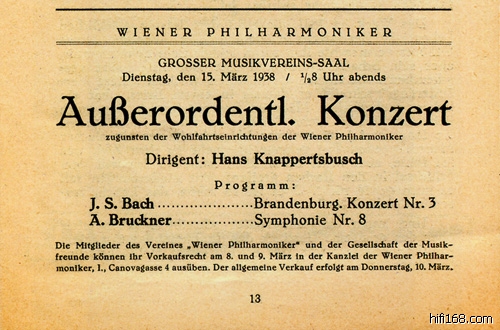 WIENER PHILHARMONIKER
GROSSER MUSIKVEREINS-SAAL
Dienstag, den 15. März 1938 / ½8 Uhr abends
Außerordentl. Konzert
zugunsten der Wohlfahrtseinrichtungen der Wiener Philharmoniker
Dirigent: Hans Knappertsbusch
Programm:
J. S. Bach .................. Brandenburg. Konzert Nr. 3
A. Bruckner ............... Symphonie Nr. 8
Die Mitglieder des Vereines „Wiener Philharmoniker" und der Gesellschaft der Musik-
freunde können ihr Vorkaufsrecht am 8. und 9. März in der Kanzlei der Wiener Philhar-
moniker, I., Canovagasse 4 ausüben. Der allgemeine Verkauf erfolgt am Donnerstag, 10. März.
13
hifi168.com